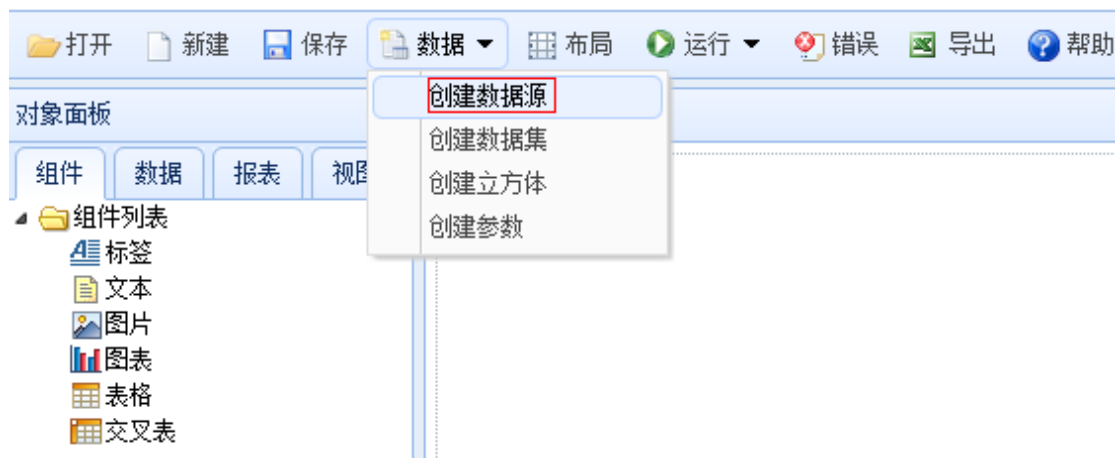 打开 新建 保存 数据 布局 运行 错误 导出 帮助
创建数据源
创建数据集
创建立方体
创建参数
对象面板
组件 数据 报表 视图
组件列表
标签
文本
图片
图表
表格
交叉表